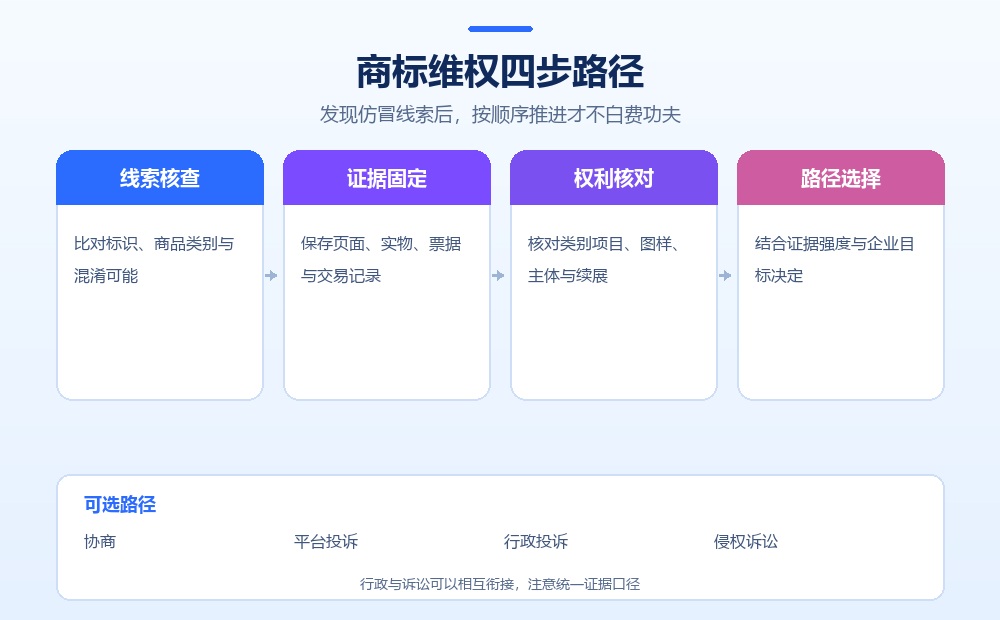 商标维权四步路径
发现仿冒线索后，按顺序推进才不白费功夫
线索核查
比对标识、商品类别与
混淆可能
证据固定
保存页面、实物、票据
与交易记录
权利核对
核对类别项目、图样、
主体与续展
路径选择
结合证据强度与企业目
标决定
可选路径
协商
平台投诉
行政投诉
侵权诉讼
行政与诉讼可以相互衔接，注意统一证据口径